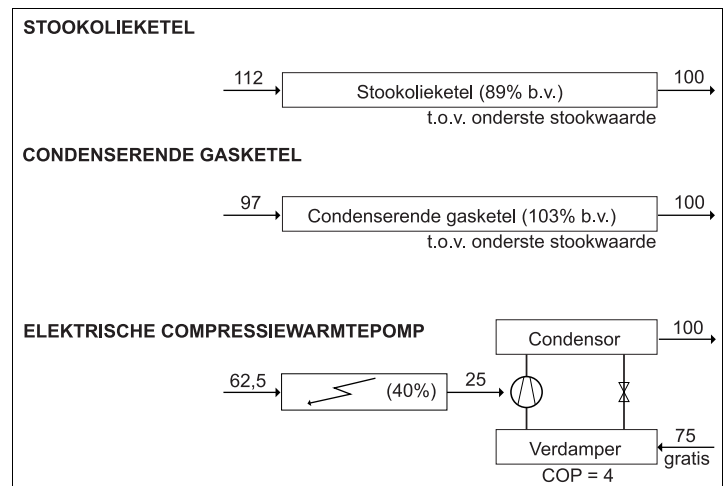 STOOKOLIEKETEL
112
Stookolieketel (89% b.v.)
100
t.o.v. onderste stookwaarde
CONDENSERENDE GASKETEL
97
Condenserende gasketel (103% b.v.)
100
t.o.v. onderste stookwaarde
ELEKTRISCHE COMPRESSIEWARMTEPOMP
Condensor
100
62,5
(40%)
25
Verdamper
75
gratis
COP = 4